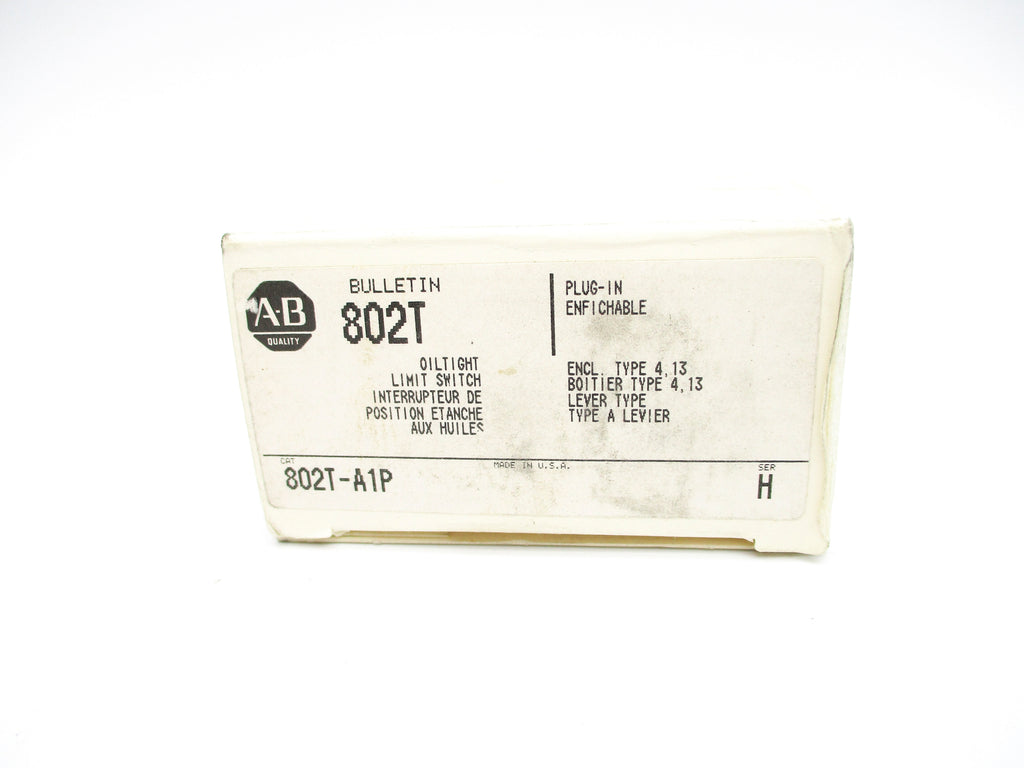 A·B
QUALITY
BULLETIN
802T
OILTIGHT
LIMIT SWITCH
INTERRUPTEUR DE
POSITION ETANCHE
AUX HUILES
PLUG-IN
ENFICHABLE
ENCL. TYPE 4,13
BOITIER TYPE 4,13
LEVER TYPE
TYPE A LEVIER
CAT
802T-A1P
MADE IN U.S.A.
SER
H